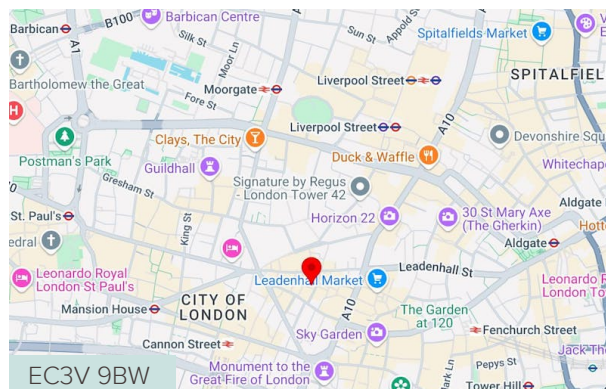 Barbican
B100
Barbican Centre
A1
Silk St
Moor Ln
Sun St
Appold St
Spitalfields Market
Bartholomew the Great
Moorgate
Liverpool Street
SPITALFIEL
Fore St
H
Clays, The City
Liverpool Street
A10
Devonshire Squ
Postman's Park
Guildhall
Duck & Waffle
Whitechap
Gresham St
Signature by Regus
- London Tower 42
St. Paul's
King St
Horizon 22
30 St Mary Axe
(The Gherkin)
Aldgate
edral
Aldgate
Hotte
Leonardo Royal
London St Paul's
Leadenhall Market
Leadenhall St
Leonardo R
London To
Mansion House
CITY OF
LONDON
A10
The Garden
at 120
Cannon Street
Sky Garden
Fenchurch Street
Jack The
Monument to the
Great Fire of London
Pepys St
Tower Hill
EC3V 9BW